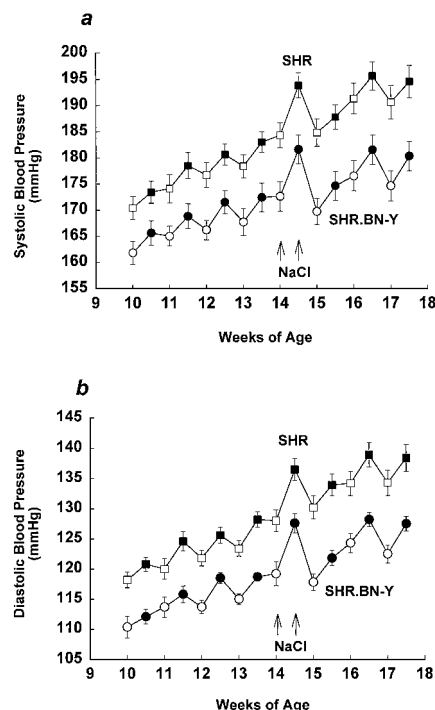 a
200
195
190
185
180
175
170
165
160
155
Systolic Blood Pressure
(mmHg)
SHR
SHR.BN-Y
NaCl
9 10 11 12 13 14 15 16 17 18
Weeks of Age
b
145
140
135
130
125
120
115
110
105
Diastolic Blood Pressure
(mmHg)
SHR
SHR.BN-Y
NaCl
9 10 11 12 13 14 15 16 17 18
Weeks of Age